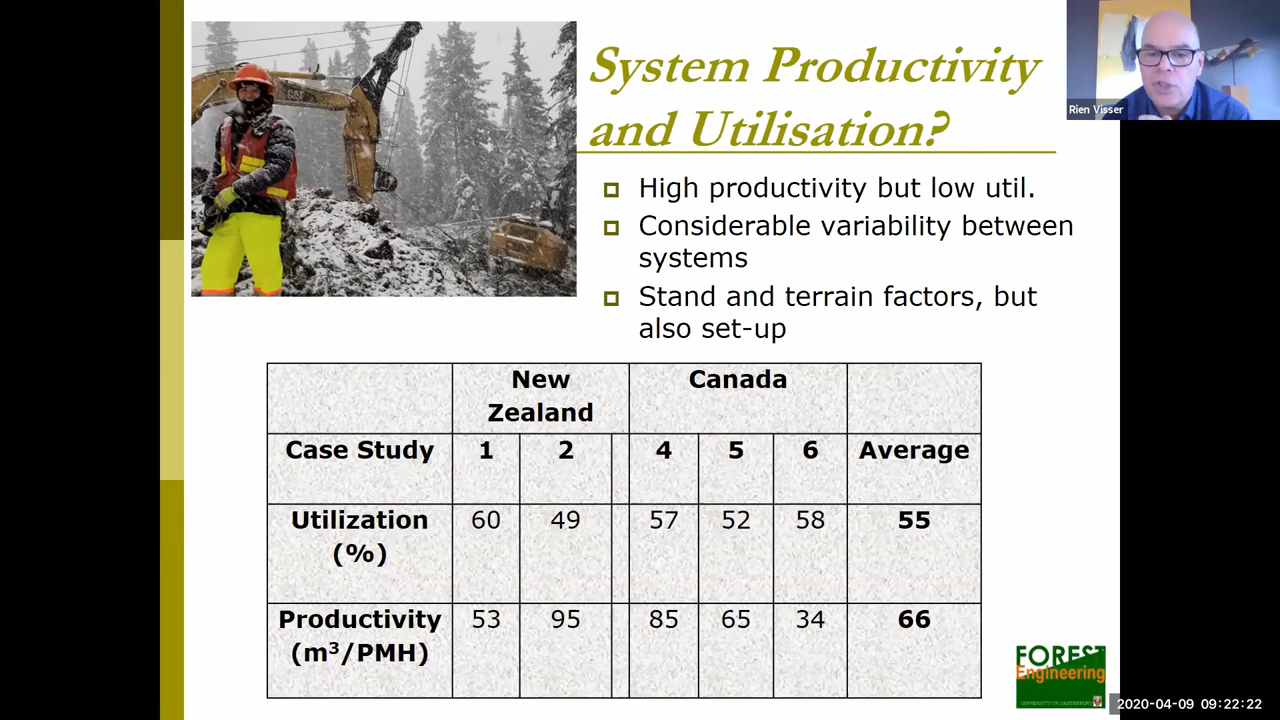 System Productivity
and Utilisation?
Rien Visser
High productivity but low util.
Considerable variability between
systems
Stand and terrain factors, but
also set-up
New Canada
Zealand
Case Study 1 2 4 5 6 Average
Utilization 60 49 57 52 58 55
(%)
Productivity 53 95 85 65 34 66
(m³/PMH)
FOREST
Engineering
UNIVERSITY OF CANTERBURY
2020-04-09 09:22:22